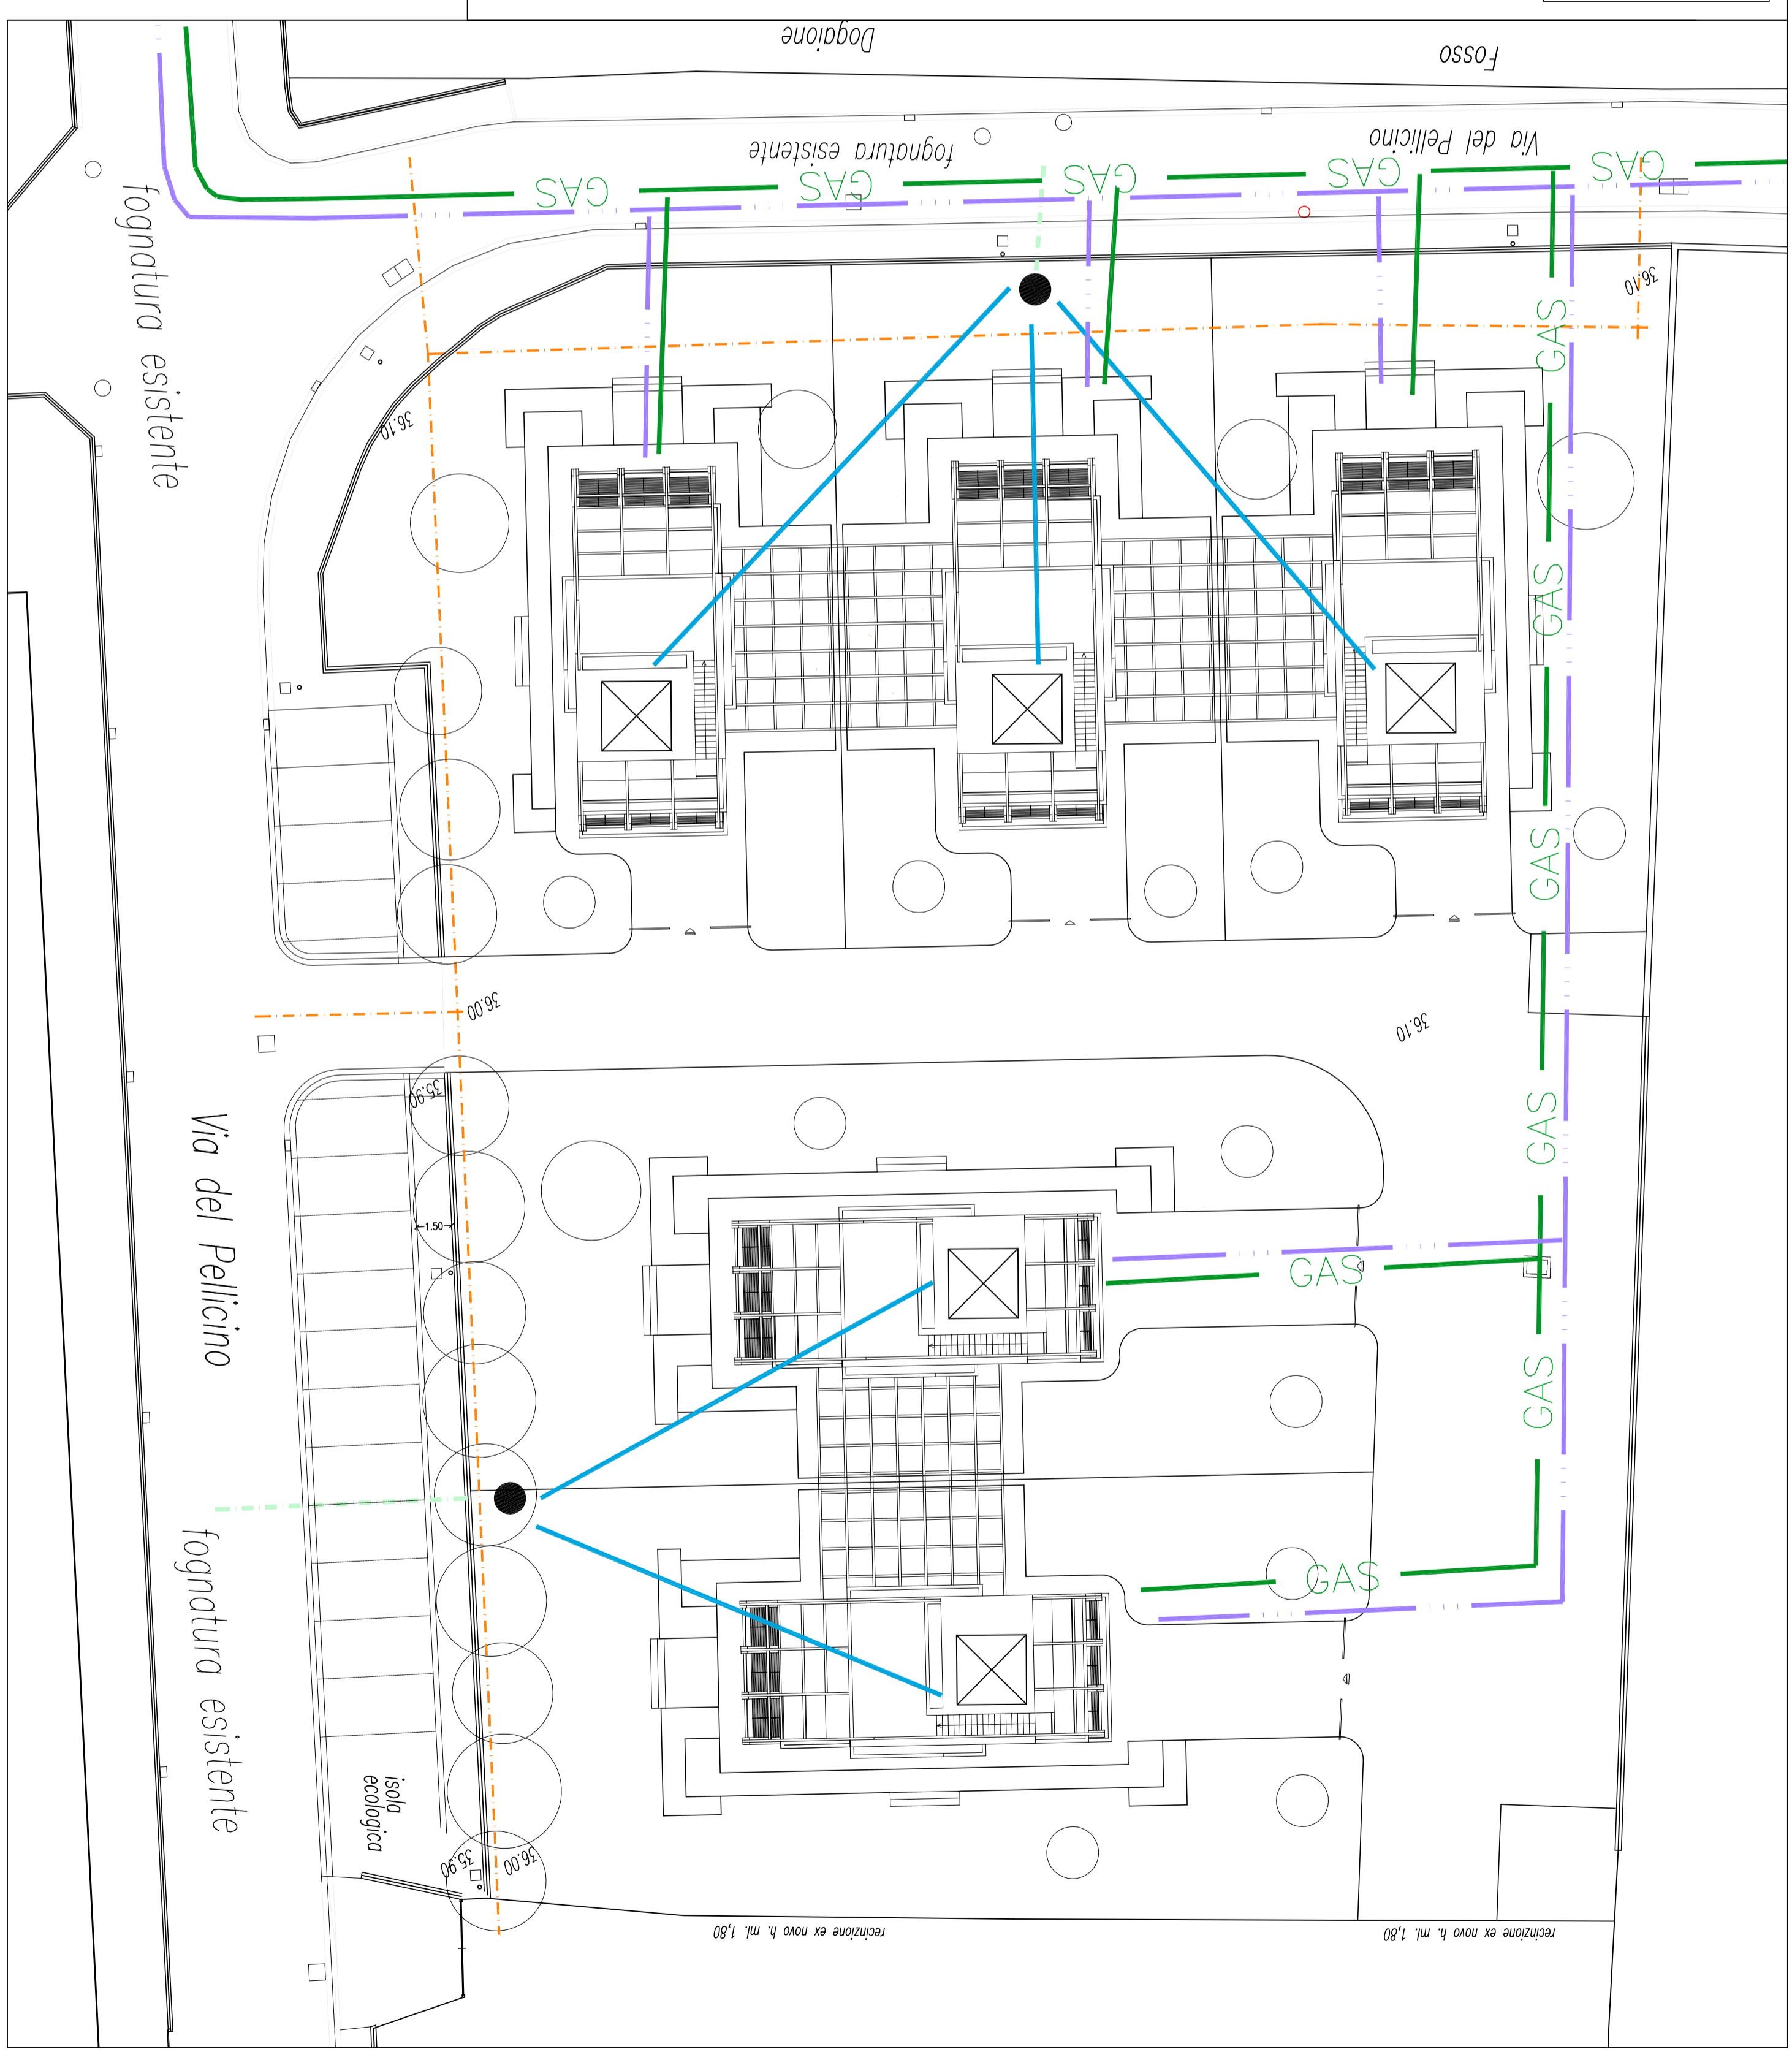 Dogaione
Fosso
fognatura esistente
Via del Pellicino
GAS
GAS
GAS
GAS
GAS
fognatura esistente
36.10
36.10
GAS
GAS
GAS
36.00
36.10
35.90
GAS
Via del Pellicino
1.50
GAS
GAS
fognatura esistente
GAS
isola
ecologica
35.90
36.00
recinzione ex novo h. ml. 1,80
recinzione ex novo h. ml. 1,80